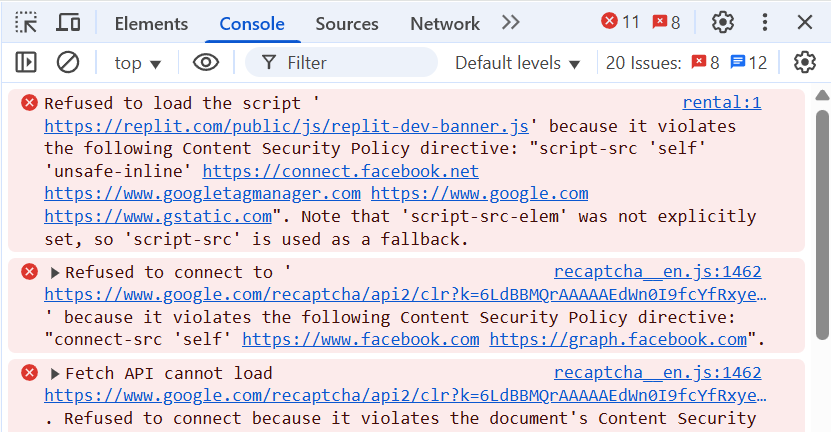 Elements Console Sources Network 11 8
top Filter Default levels 20 Issues: 8 12
Refused to load the script ' rental:1
https://replit.com/public/js/replit-dev-banner.js' because it violates
the following Content Security Policy directive: "script-src 'self'
'unsafe-inline' https://connect.facebook.net
https://www.googletagmanager.com https://www.google.com
https://www.gstatic.com". Note that 'script-src-elem' was not explicitly
set, so 'script-src' is used as a fallback.
Refused to connect to ' recaptcha__en.js:1462
https://www.google.com/recaptcha/api2/clr?k=6LdBBMQrAAAAAEdWn0I9fcYfRxye…
' because it violates the following Content Security Policy directive:
"connect-src 'self' https://www.facebook.com https://graph.facebook.com".
Fetch API cannot load recaptcha__en.js:1462
https://www.google.com/recaptcha/api2/clr?k=6LdBBMQrAAAAAEdWn0I9fcYfRxye…
. Refused to connect because it violates the document's Content Security